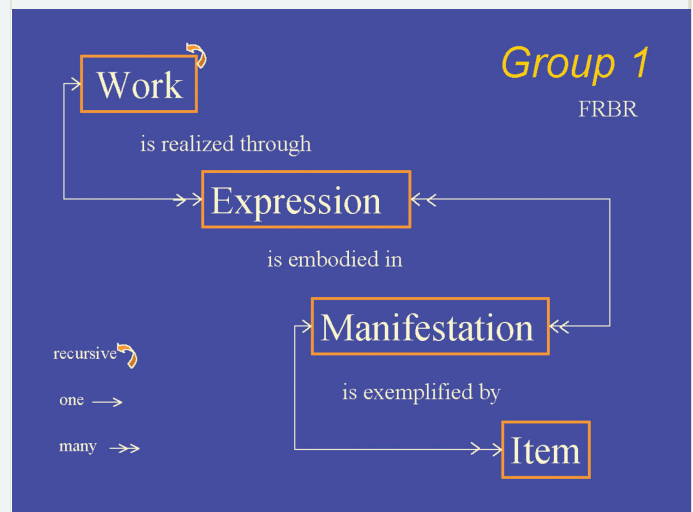 Group 1
FRBR
Work
is realized through
Expression
is embodied in
Manifestation
is exemplified by
Item
recursive
one
many